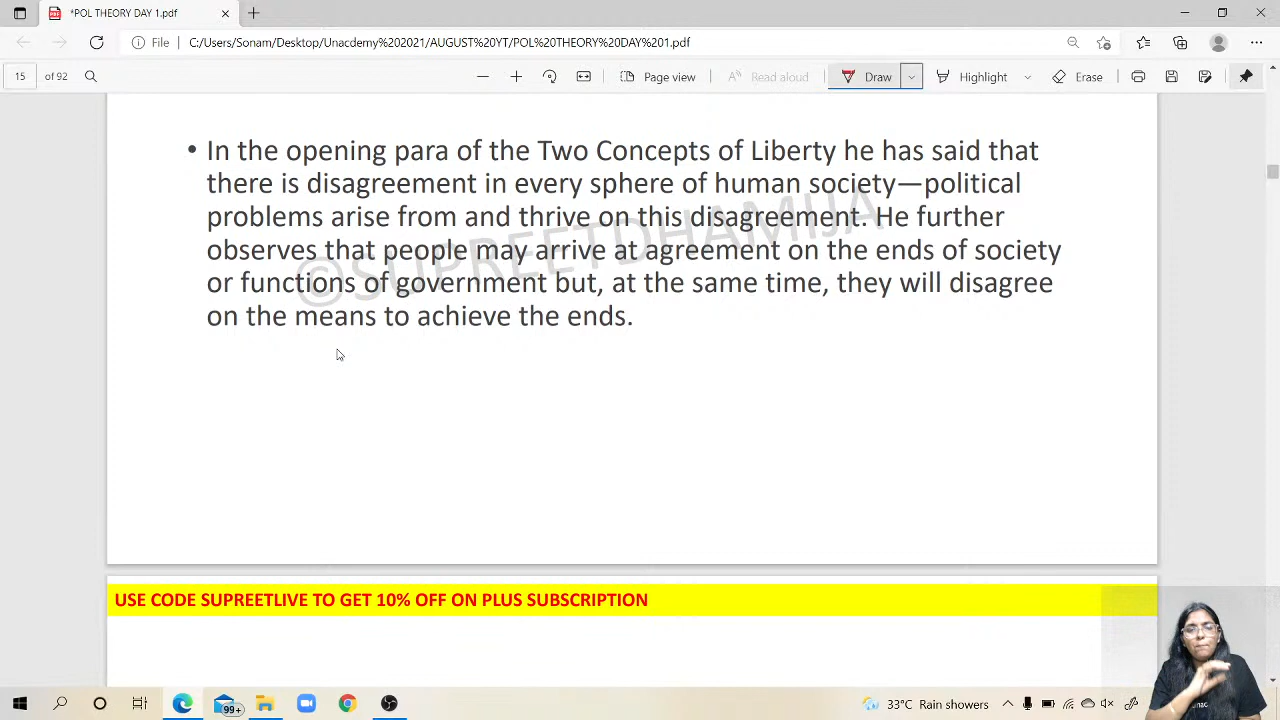 *POL THEORY DAY 1.pdf
File
C:/Users/Sonam/Desktop/Unacdemy%202021/AUGUST%20YT/POL%20THEORY%20DAY%201.pdf
15 of 92
Page view
Read aloud
Draw
Highlight
Erase
• In the opening para of the Two Concepts of Liberty he has said that
there is disagreement in every sphere of human society—political
problems arise from and thrive on this disagreement. He further
observes that people may arrive at agreement on the ends of society
or functions of government but, at the same time, they will disagree
on the means to achieve the ends.
©SUPREETDHAMIJA
USE CODE SUPREETLIVE TO GET 10% OFF ON PLUS SUBSCRIPTION
99+
33°C Rain showers